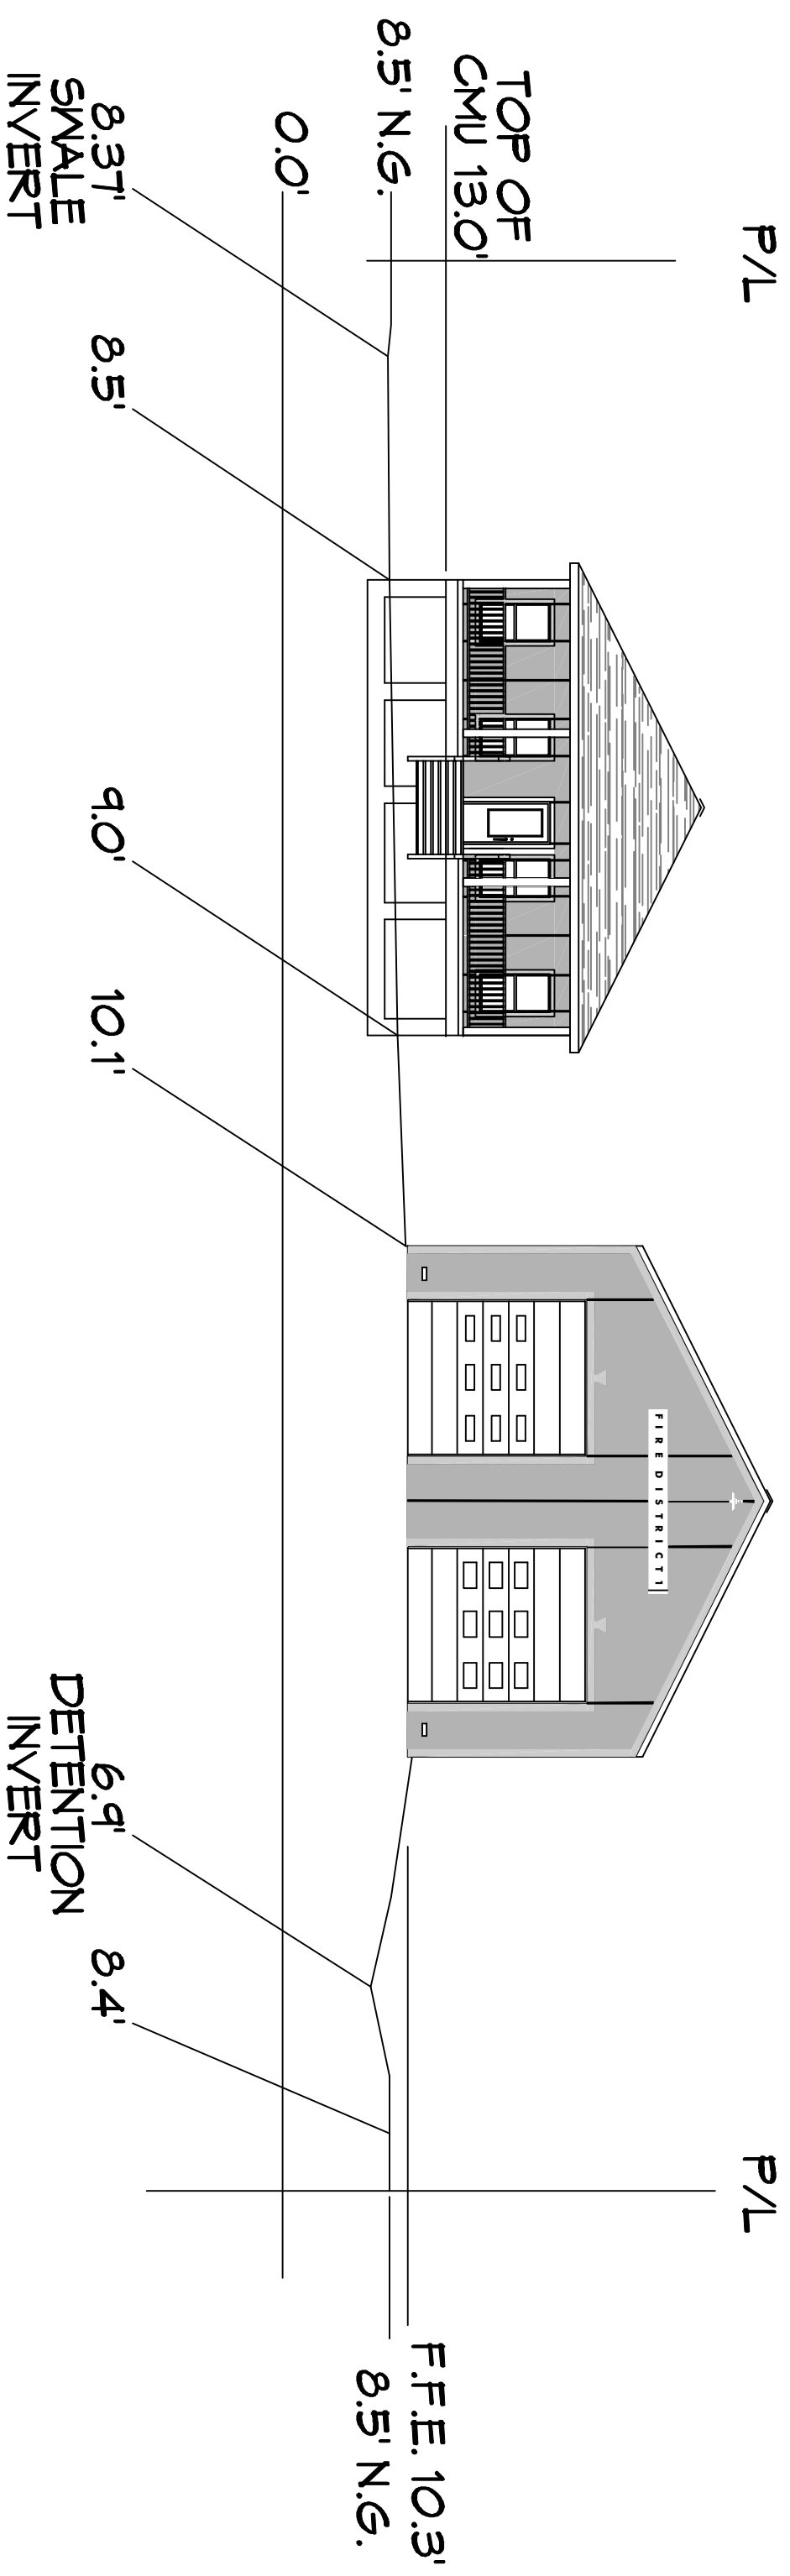 P/L
P/L
TOP OF
CMU 13.0'
8.5' N.G.
0.0'
F.F.E. 10.3'
8.5' N.G.
FIRE DISTRICT 1
8.37'
SWALE
INVERT
8.5'
9.0'
10.1'
6.9'
DETENTION
INVERT
8.4'